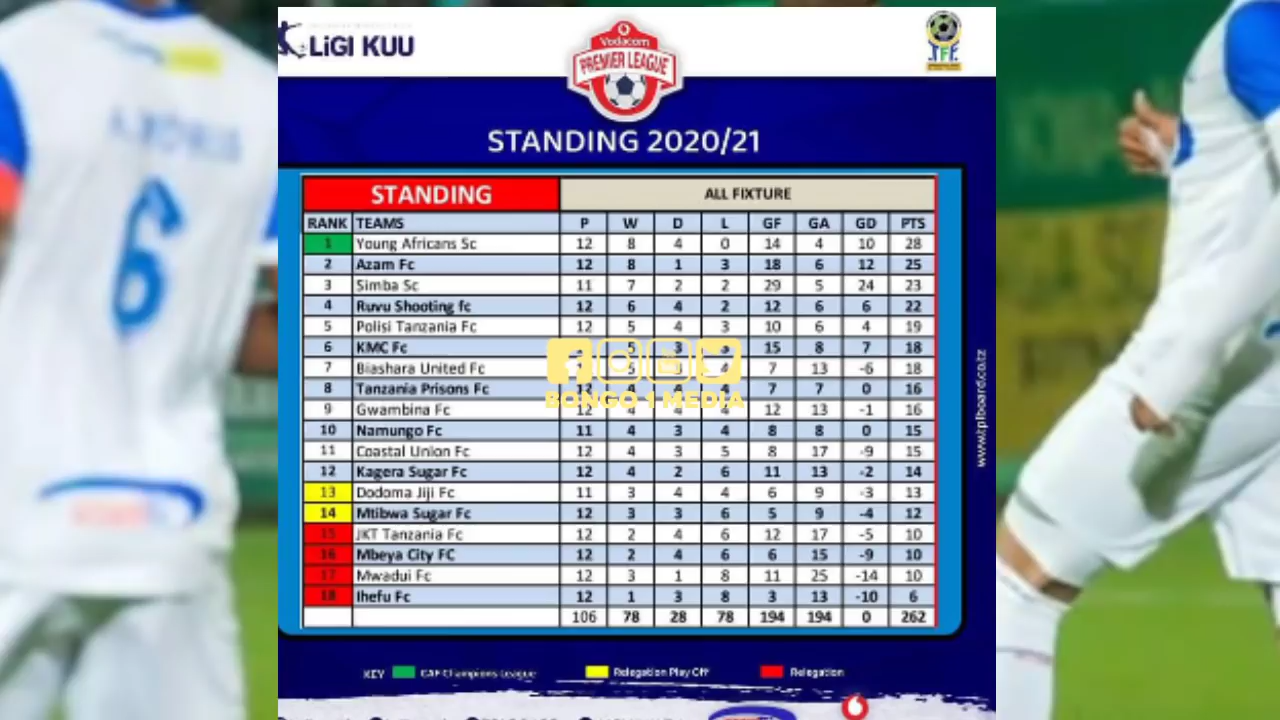 LiGi KUU
Vodacom
PREMIER LEAGUE
TFF
STANDING 2020/21
STANDING ALL FIXTURE
RANK TEAMS P W D L GF GA GD PTS
1 Young Africans Sc 12 8 4 0 14 4 10 28
2 Azam Fc 12 8 1 3 18 6 12 25
3 Simba Sc 11 7 2 2 29 5 24 23
4 Ruvu Shooting fc 12 6 4 2 12 6 6 22
5 Polisi Tanzania Fc 12 5 4 3 10 6 4 19
6 KMC Fc 5 3 15 8 7 18
7 Biashara United Fc 4 7 13 -6 18
8 Tanzania Prisons Fc 12 4 4 4 7 7 0 16
9 Gwambina Fc 12 4 4 4 12 13 -1 16
10 Namungo Fc 11 4 3 4 8 8 0 15
11 Coastal Union Fc 12 4 3 5 8 17 -9 15
12 Kagera Sugar Fc 12 4 2 6 11 13 -2 14
13 Dodoma Jiji Fc 11 3 4 4 6 9 -3 13
14 Mtibwa Sugar Fc 12 3 3 6 5 9 -4 12
15 JKT Tanzania Fc 12 2 4 6 12 17 -5 10
16 Mbeya City FC 12 2 4 6 6 15 -9 10
17 Mwadui Fc 12 3 1 8 11 25 -14 10
18 Ihefu Fc 12 1 3 8 3 13 -10 6
106 78 28 78 194 194 0 262
BONGO 1 MEDIA
www.tplboard.co.tz
KEY CAF Champions League Relegation Play Off Relegation
6